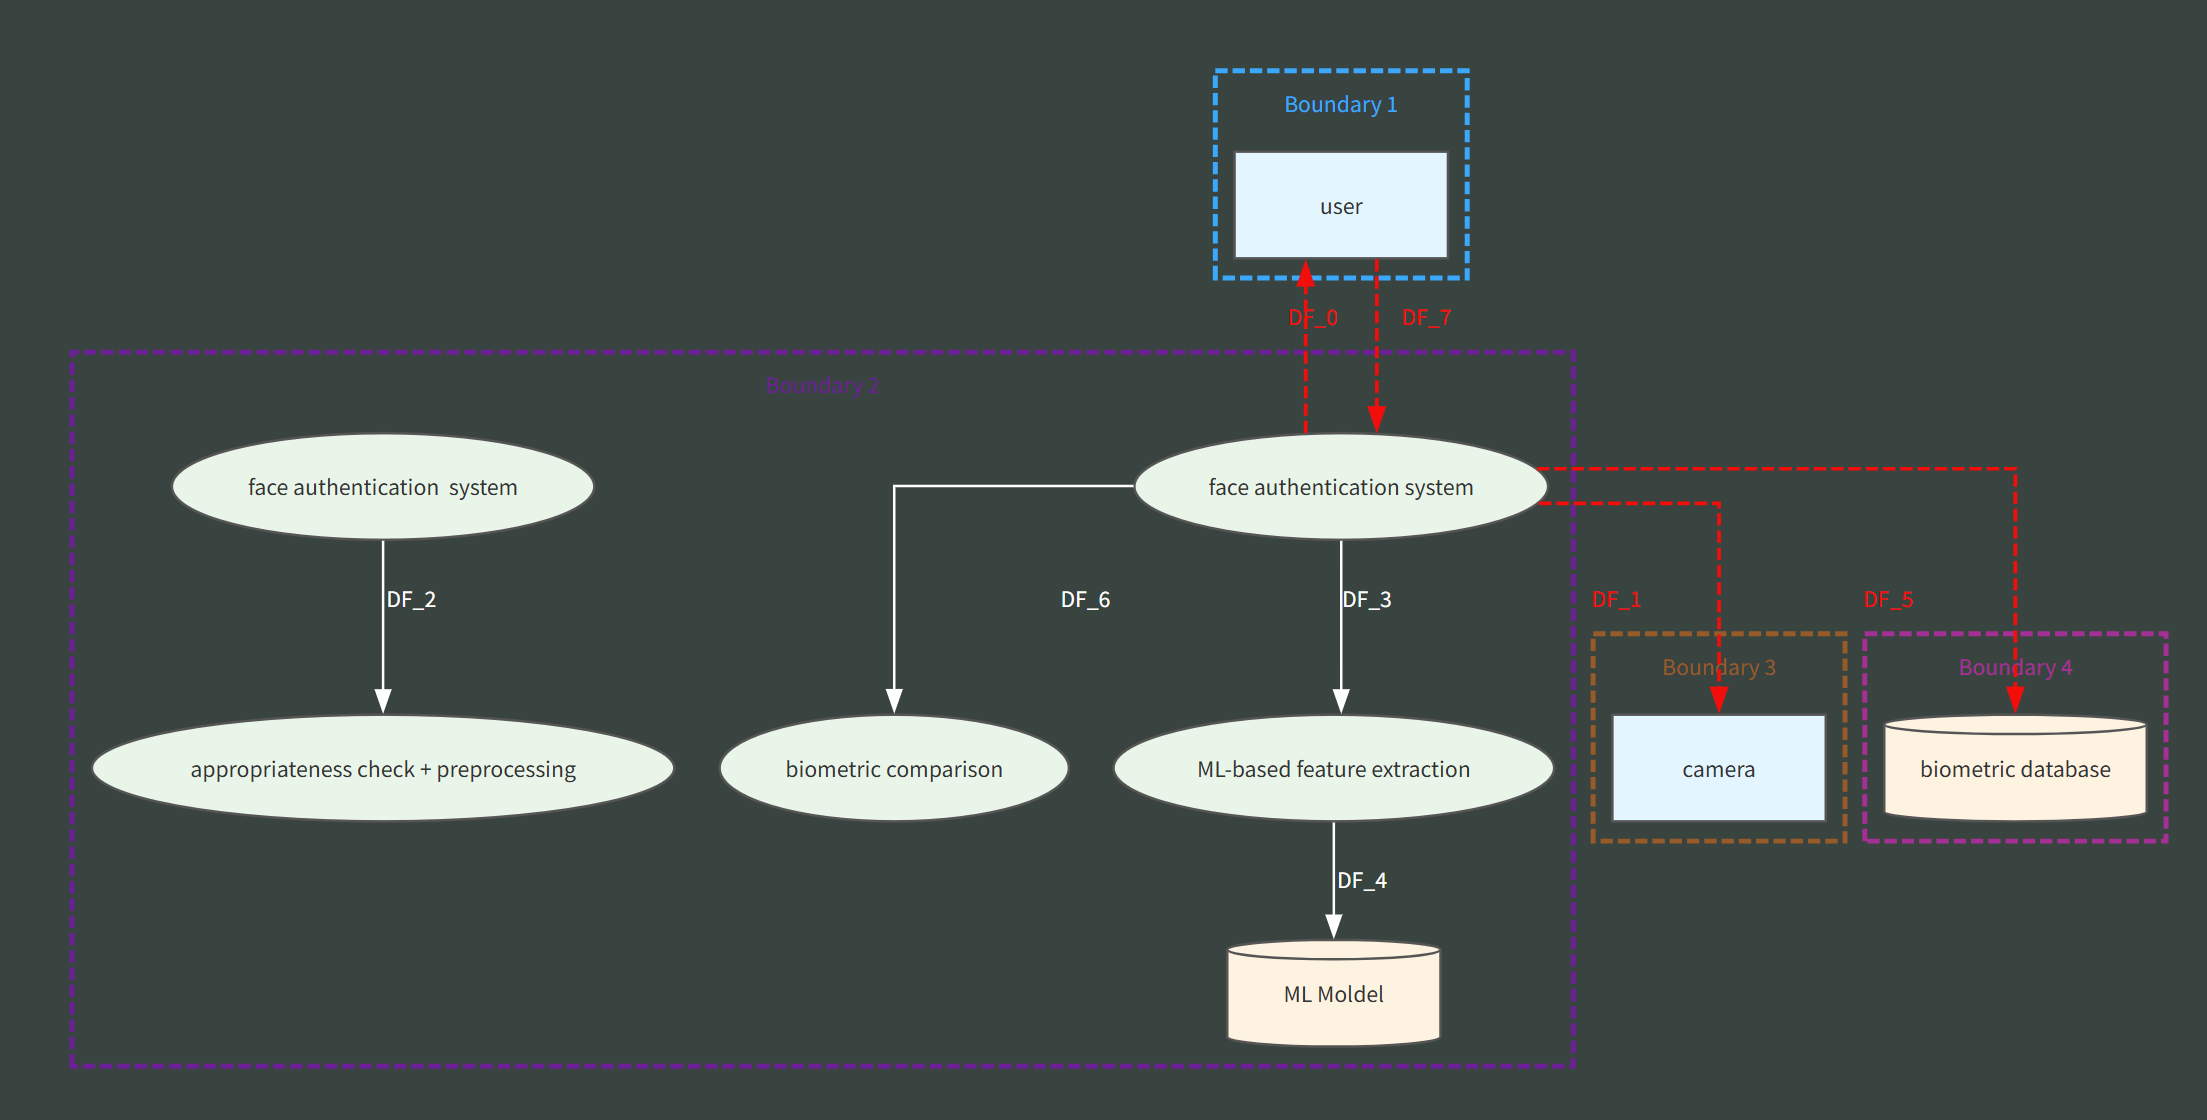 Boundary 1
user
DF_0
DF_7
Boundary 2
face authentication  system
face authentication system
DF_2
DF_6
DF_3
DF_1
DF_5
Boundary 3
Boundary 4
appropriateness check + preprocessing
biometric comparison
ML-based feature extraction
camera
biometric database
DF_4
ML Moldel